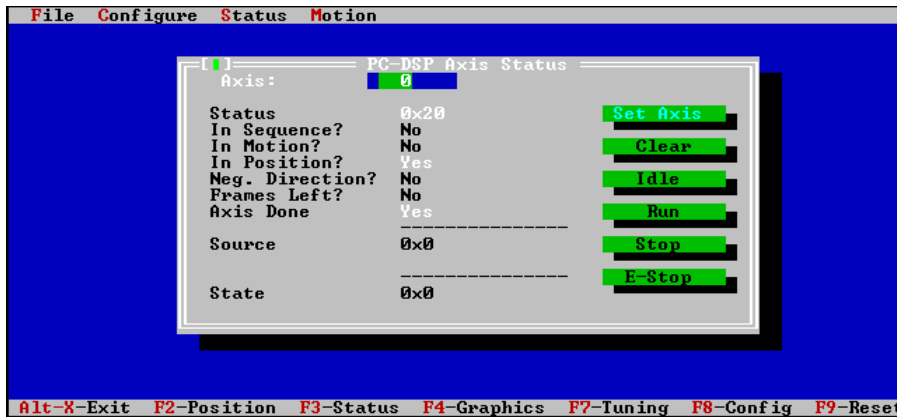 File Configure Status Motion
[ ] PC-DSP Axis Status
Axis: 0
Status 0x20 Set Axis
In Sequence? No
In Motion? No Clear
In Position? Yes
Neg. Direction? No Idle
Frames Left? No
Axis Done Yes Run
---------------
Source 0x0 Stop
---------------
E-Stop
State 0x0
Alt-X-Exit F2-Position F3-Status F4-Graphics F7-Tuning F8-Config F9-Reset